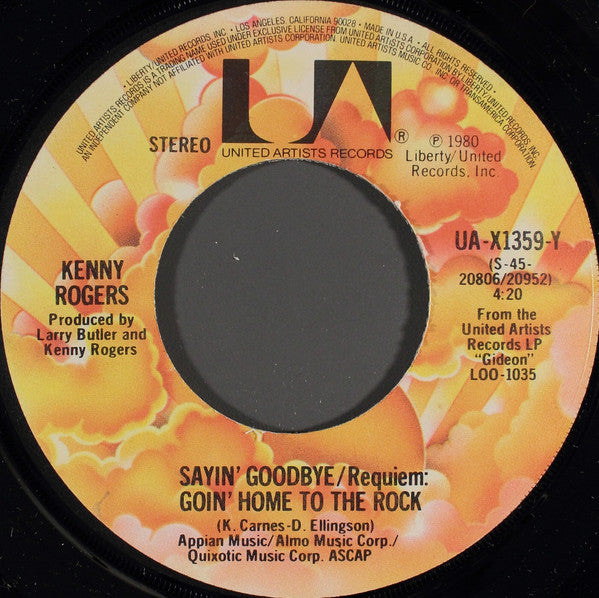 • LIBERTY/UNITED RECORDS, INC. • LOS ANGELES, CALIFORNIA 90028 • MADE IN U.S.A. • ALL RIGHTS RESERVED •
UNITED ARTISTS RECORDS IS A TRADING NAME USED UNDER EXCLUSIVE LICENSE FROM UNITED ARTISTS CORPORATION BY LIBERTY/UNITED RECORDS, INC.
AN INDEPENDENT COMPANY NOT AFFILIATED WITH UNITED ARTISTS CORPORATION, UNITED ARTISTS MUSIC CO. INC. OR TRANSAMERICA CORPORATION.
UA
STEREO
UNITED ARTISTS RECORDS
®
℗ 1980
Liberty/United
Records, Inc.
KENNY
ROGERS
Produced by
Larry Butler and
Kenny Rogers
UA-X1359-Y
(S-45-
20806/20952)
4:20
From the
United Artists
Records LP
"Gideon"
LOO-1035
SAYIN' GOODBYE/Requiem:
GOIN' HOME TO THE ROCK
(K. Carnes-D. Ellingson)
Appian Music/Almo Music Corp./
Quixotic Music Corp. ASCAP